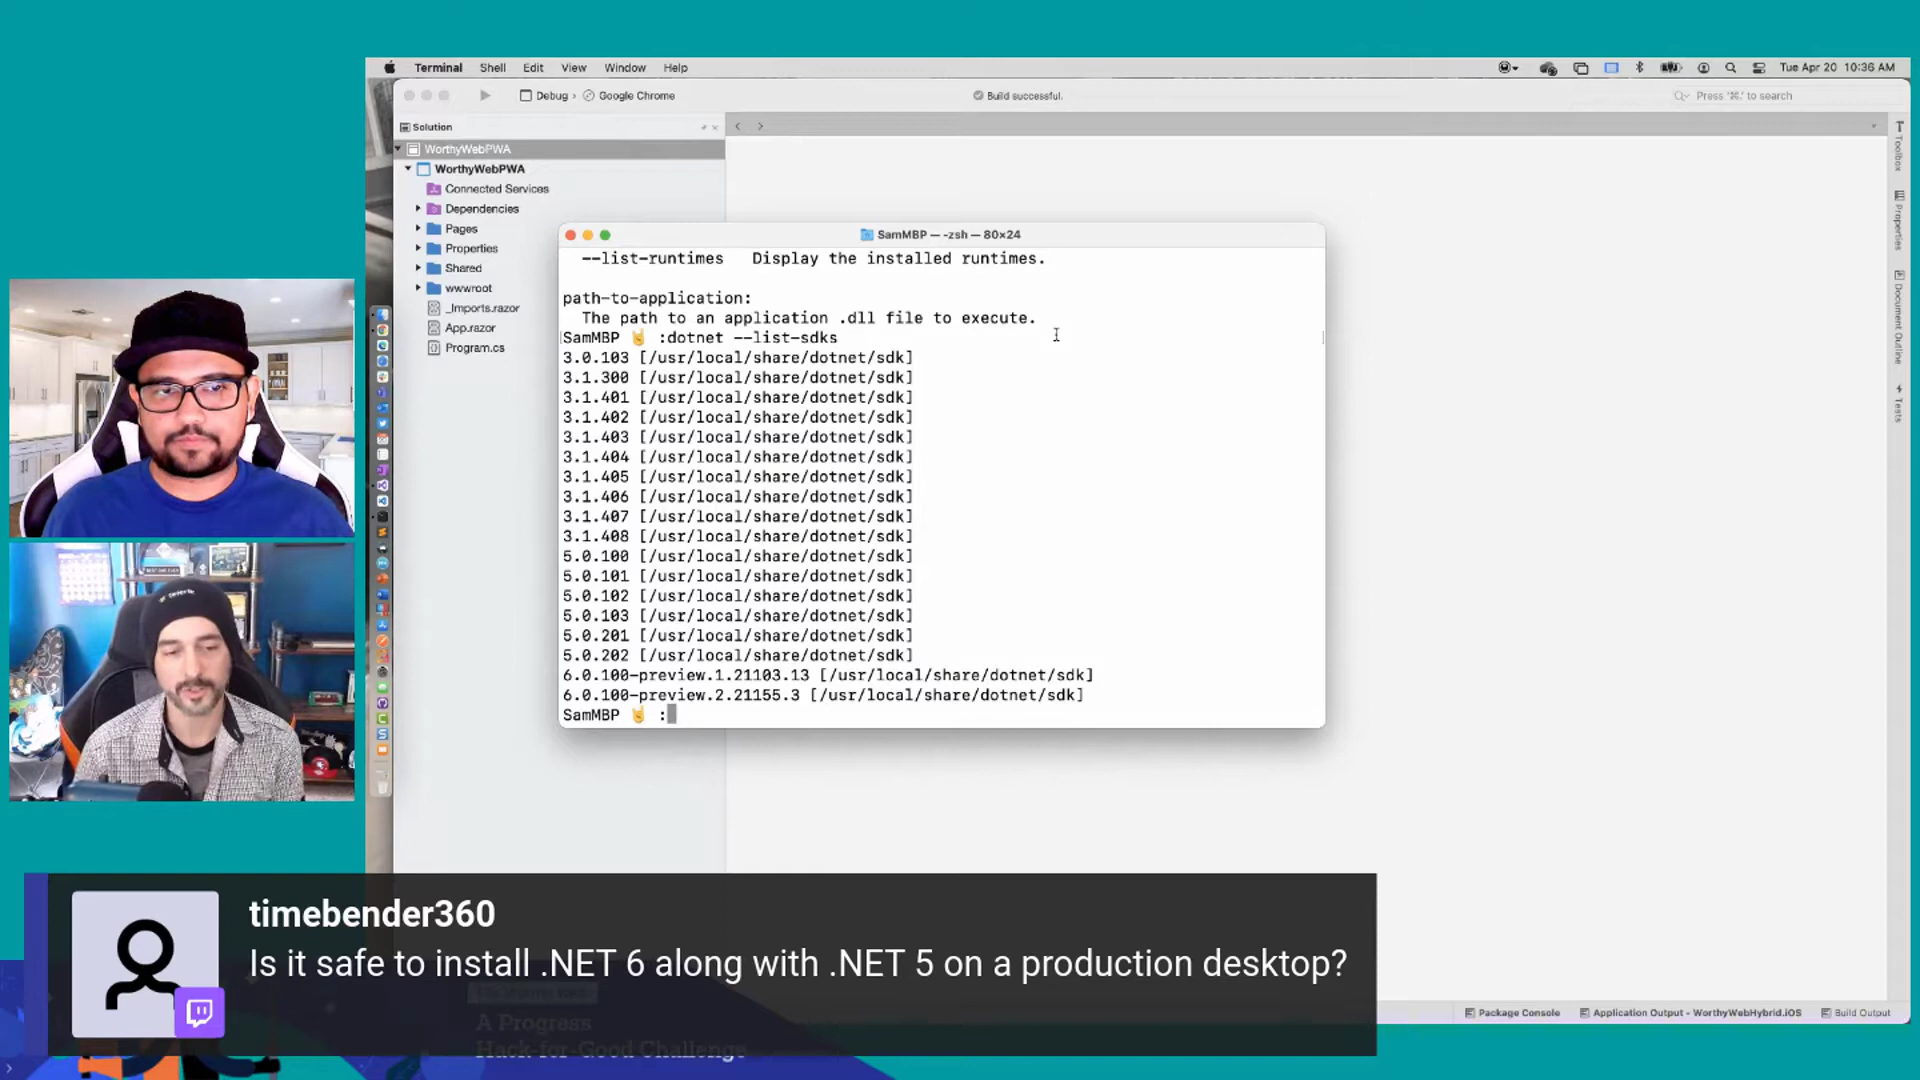 Terminal Shell Edit View Window Help
Tue Apr 20 10:36 AM
Debug › Google Chrome
Build successful.
Press '⌘.' to search
Solution
WorthyWebPWA
WorthyWebPWA
Connected Services
Dependencies
Pages
Properties
Shared
wwwroot
_Imports.razor
App.razor
Program.cs
Toolbox
Properties
Document Outline
Tests
SamMBP — -zsh — 80×24
--list-runtimes Display the installed runtimes.
path-to-application:
The path to an application .dll file to execute.
SamMBP 🤘 :dotnet --list-sdks
3.0.103 [/usr/local/share/dotnet/sdk]
3.1.300 [/usr/local/share/dotnet/sdk]
3.1.401 [/usr/local/share/dotnet/sdk]
3.1.402 [/usr/local/share/dotnet/sdk]
3.1.403 [/usr/local/share/dotnet/sdk]
3.1.404 [/usr/local/share/dotnet/sdk]
3.1.405 [/usr/local/share/dotnet/sdk]
3.1.406 [/usr/local/share/dotnet/sdk]
3.1.407 [/usr/local/share/dotnet/sdk]
3.1.408 [/usr/local/share/dotnet/sdk]
5.0.100 [/usr/local/share/dotnet/sdk]
5.0.101 [/usr/local/share/dotnet/sdk]
5.0.102 [/usr/local/share/dotnet/sdk]
5.0.103 [/usr/local/share/dotnet/sdk]
5.0.201 [/usr/local/share/dotnet/sdk]
5.0.202 [/usr/local/share/dotnet/sdk]
6.0.100-preview.1.21103.13 [/usr/local/share/dotnet/sdk]
6.0.100-preview.2.21155.3 [/usr/local/share/dotnet/sdk]
SamMBP 🤘 :
timebender360
Is it safe to install .NET 6 along with .NET 5 on a production desktop?
A Progress
Hack-for-Good Challenge
Package Console
Application Output - WorthyWebHybrid.iOS
Build Output